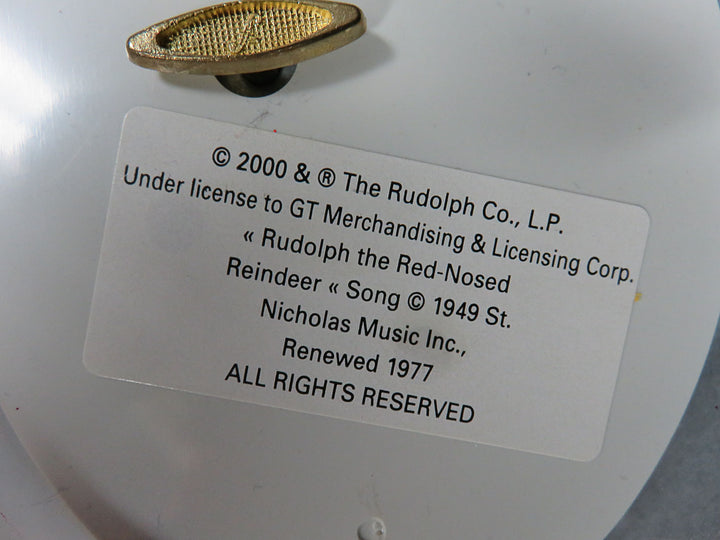 © 2000 & ® The Rudolph Co., L.P.
Under license to GT Merchandising & Licensing Corp.
« Rudolph the Red-Nosed
Reindeer « Song © 1949 St.
Nicholas Music Inc.,
Renewed 1977
ALL RIGHTS RESERVED